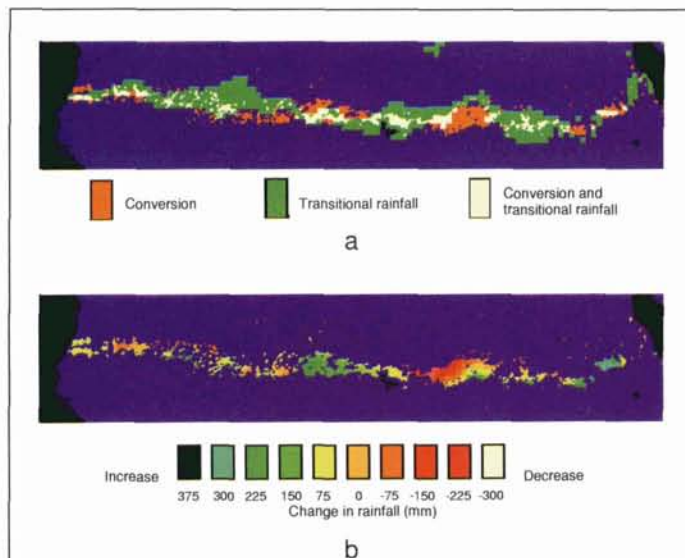 Conversion
Transitional rainfall
Conversion and
transitional rainfall
a
Increase
Decrease
375 300 225 150 75 0 -75 -150 -225 -300
Change in rainfall (mm)
b